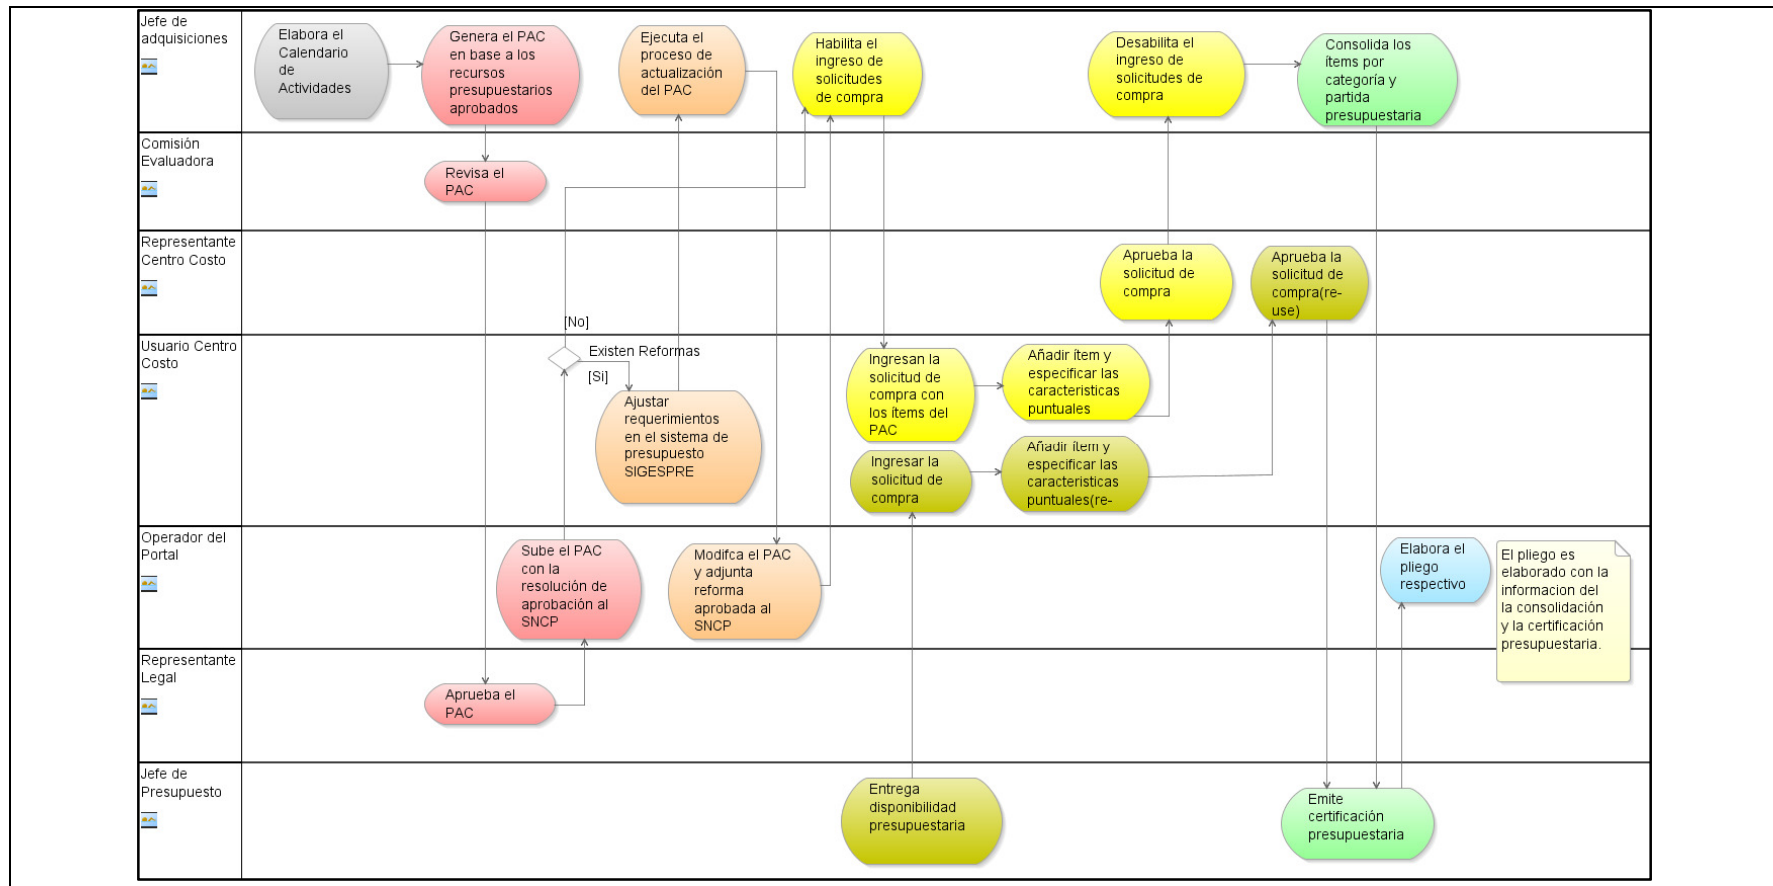 Jefe de
adquisiciones
Elabora el
Calendario
de
Actividades
Genera el PAC
en base a los
recursos
presupuestarios
aprobados
Ejecuta el
proceso de
actualización
del PAC
Habilita el
ingreso de
solicitudes
de compra
Desabilita el
ingreso de
solicitudes de
compra
Consolida los
ítems por
categoría y
partida
presupuestaria
Comisión
Evaluadora
Revisa el
PAC
Representante
Centro Costo
Aprueba la
solicitud de
compra
Aprueba la
solicitud de
compra(re-
use)
[No]
Usuario Centro
Costo
Existen Reformas
[Si]
Ajustar
requerimientos
en el sistema de
presupuesto
SIGESPRE
Ingresan la
solicitud de
compra con
los ítems del
PAC
Añadir ítem y
especificar las
caracteristicas
puntuales
Ingresar la
solicitud de
compra
Añadir ítem y
especificar las
caracteristicas
puntuales(re-
Operador del
Portal
Sube el PAC
con la
resolución de
aprobación al
SNCP
Modifca el PAC
y adjunta
reforma
aprobada al
SNCP
Elabora el
pliego
respectivo
El pliego es
elaborado con la
informacion del
la consolidación
y la certificación
presupuestaria.
Representante
Legal
Aprueba el
PAC
Jefe de
Presupuesto
Entrega
disponibilidad
presupuestaria
Emite
certificación
presupuestaria